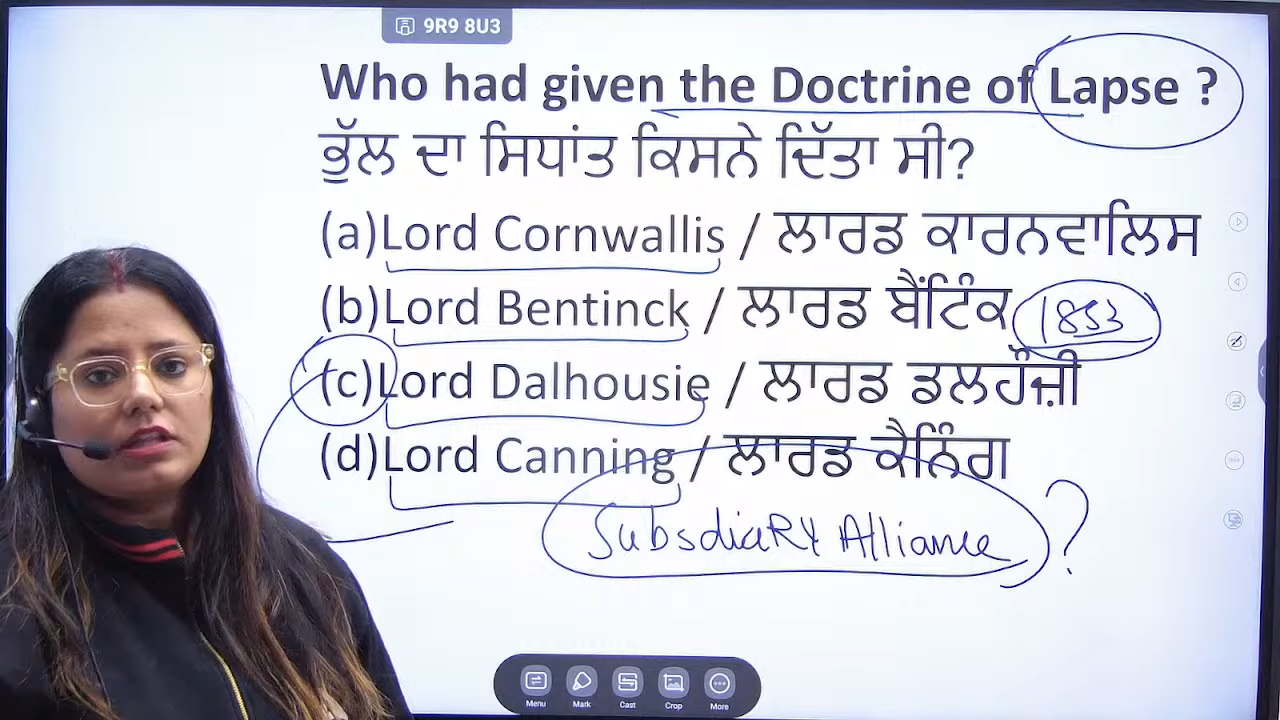 9R9 8U3
Who had given the Doctrine of Lapse ?
ਭੁੱਲ ਦਾ ਸਿਧਾਂਤ ਕਿਸਨੇ ਦਿੱਤਾ ਸੀ?
(a)Lord Cornwallis / ਲਾਰਡ ਕਾਰਨਵਾਲਿਸ
(b)Lord Bentinck / ਲਾਰਡ ਬੈਂਟਿੰਕ 1853
(c)Lord Dalhousie / ਲਾਰਡ ਡਲਹੌਜ਼ੀ
(d)Lord Canning / ਲਾਰਡ ਕੈਨਿੰਗ
SubsdiaRy Alliance ?
Menu Mark Cast Crop More